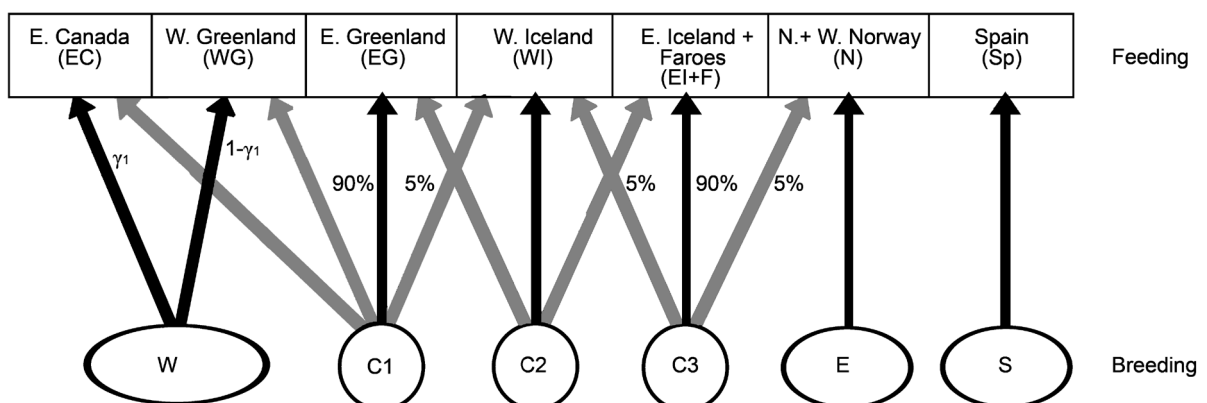 E. Canada
(EC)
W. Greenland
(WG)
E. Greenland
(EG)
W. Iceland
(WI)
E. Iceland +
Faroes
(EI+F)
N.+ W. Norway
(N)
Spain
(Sp)
Feeding
γ1
1-γ1
90%
5%
5%
90%
5%
W
C1
C2
C3
E
S
Breeding